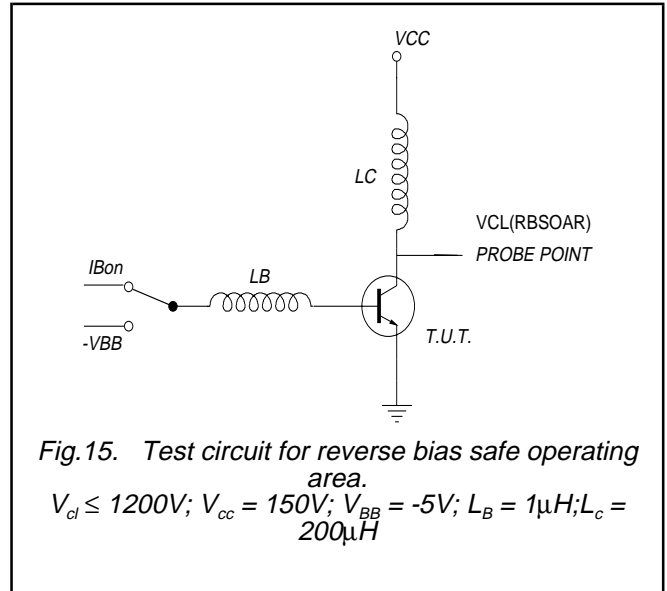 VCC
LC
VCL(RBSOAR)
PROBE POINT
IBon
LB
-VBB
T.U.T.
Fig.15. Test circuit for reverse bias safe operating
area.
Vcl ≤ 1200V; Vcc = 150V; VBB = -5V; LB = 1μH;Lc =
200μH